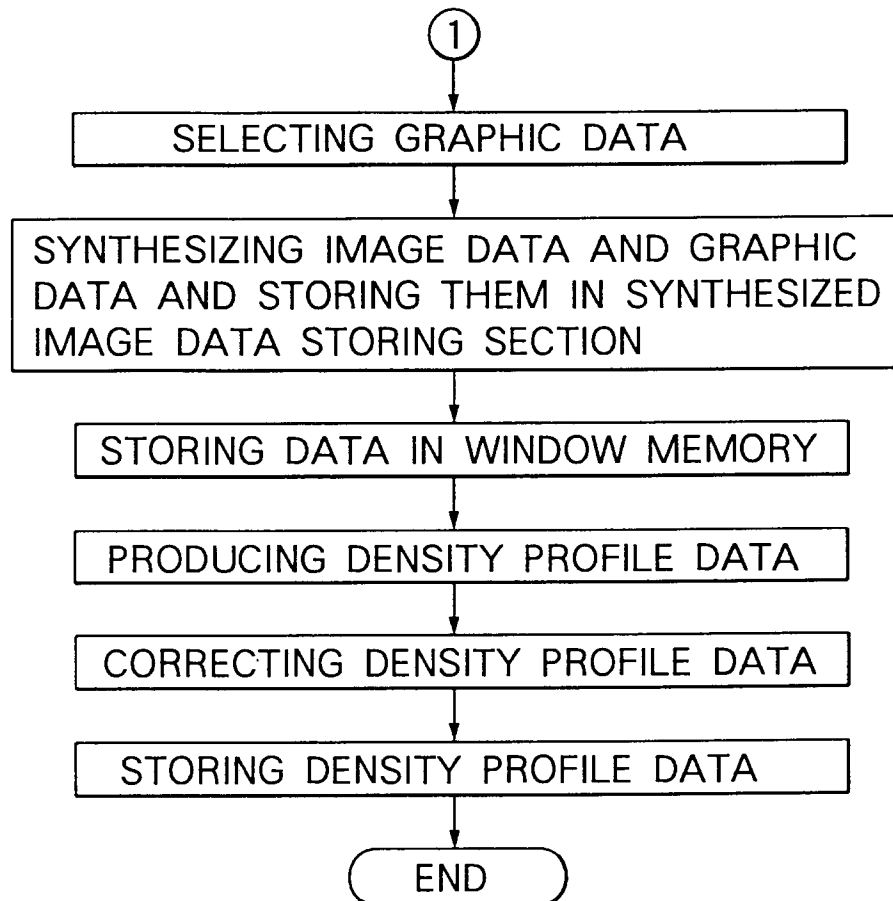 1
SELECTING GRAPHIC DATA
SYNTHESIZING IMAGE DATA AND GRAPHIC
DATA AND STORING THEM IN SYNTHESIZED
IMAGE DATA STORING SECTION
STORING DATA IN WINDOW MEMORY
PRODUCING DENSITY PROFILE DATA
CORRECTING DENSITY PROFILE DATA
STORING DENSITY PROFILE DATA
END